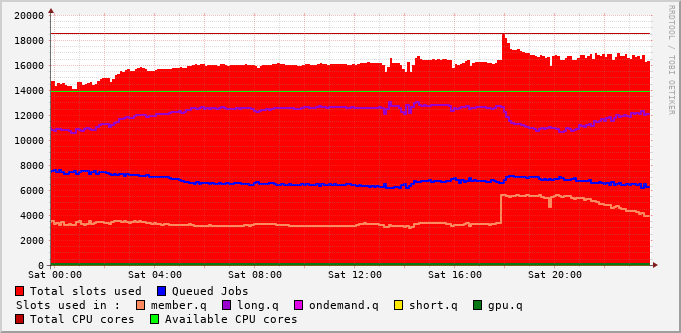 RRDTOOL / TOBI OETIKER
20000
18000
16000
14000
12000
10000
8000
6000
4000
2000
0
Sat 00:00 Sat 04:00 Sat 08:00 Sat 12:00 Sat 16:00 Sat 20:00
Total slots used Queued Jobs
Slots used in : member.q long.q ondemand.q short.q gpu.q
Total CPU cores Available CPU cores